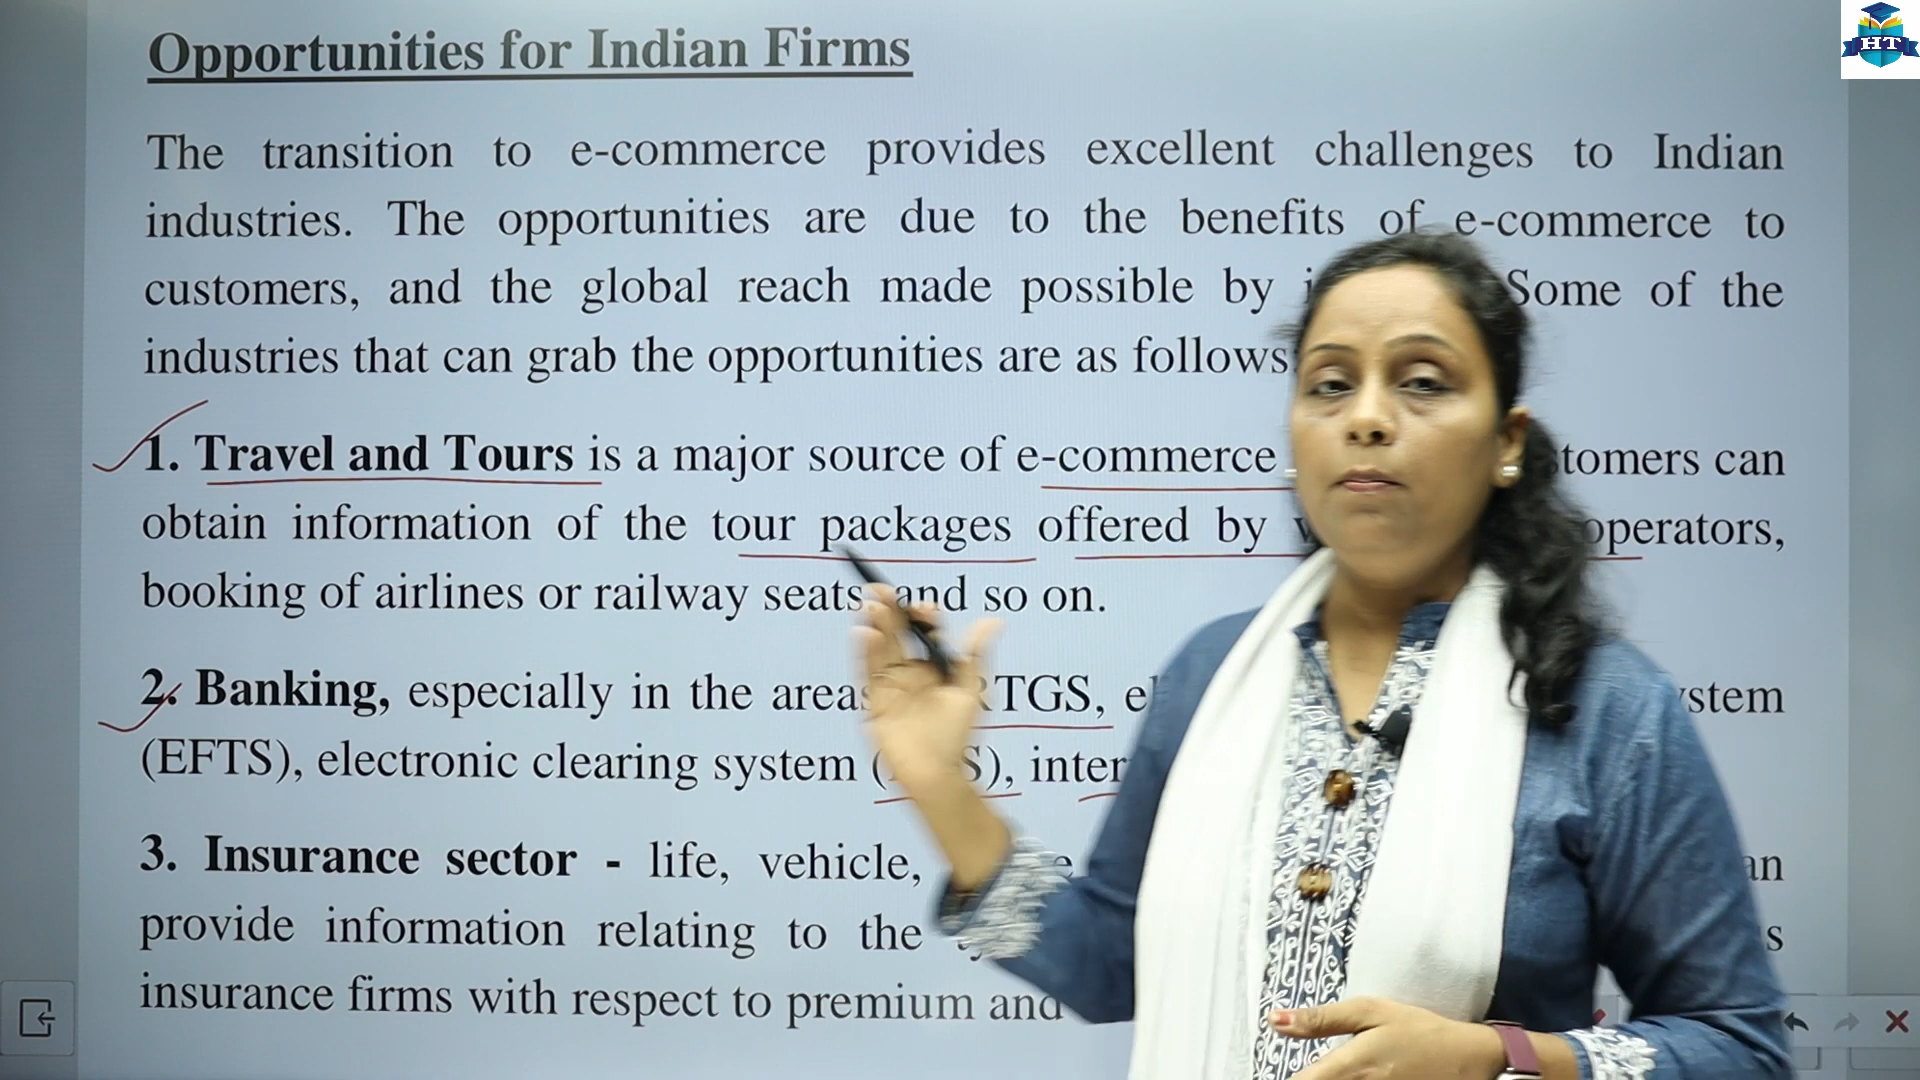 HT
Opportunities for Indian Firms
The transition to e-commerce provides excellent challenges to Indian
industries. The opportunities are due to the benefits of e-commerce to
customers, and the global reach made possible by Some of the
industries that can grab the opportunities are as follows:
1. Travel and Tours is a major source of e-commerce can
obtain information of the tour packages offered by operators,
booking of airlines or railway seats, and so on.
2. Banking, especially in the areas RTGS,
(EFTS), electronic clearing system
3. Insurance sector - life, vehicle,
provide information relating to the
insurance firms with respect to premium and